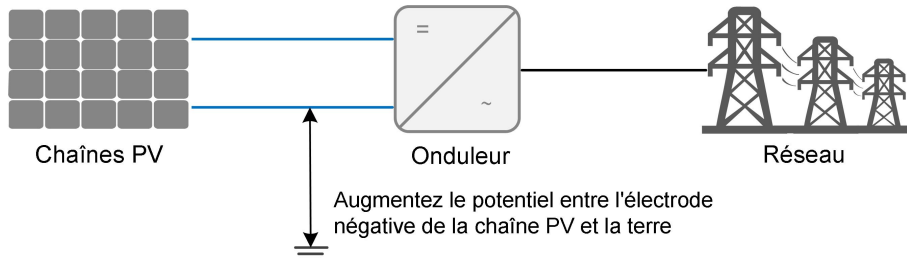 =
~
Chaînes PV
Onduleur
Réseau
Augmentez le potentiel entre l'électrode
négative de la chaîne PV et la terre